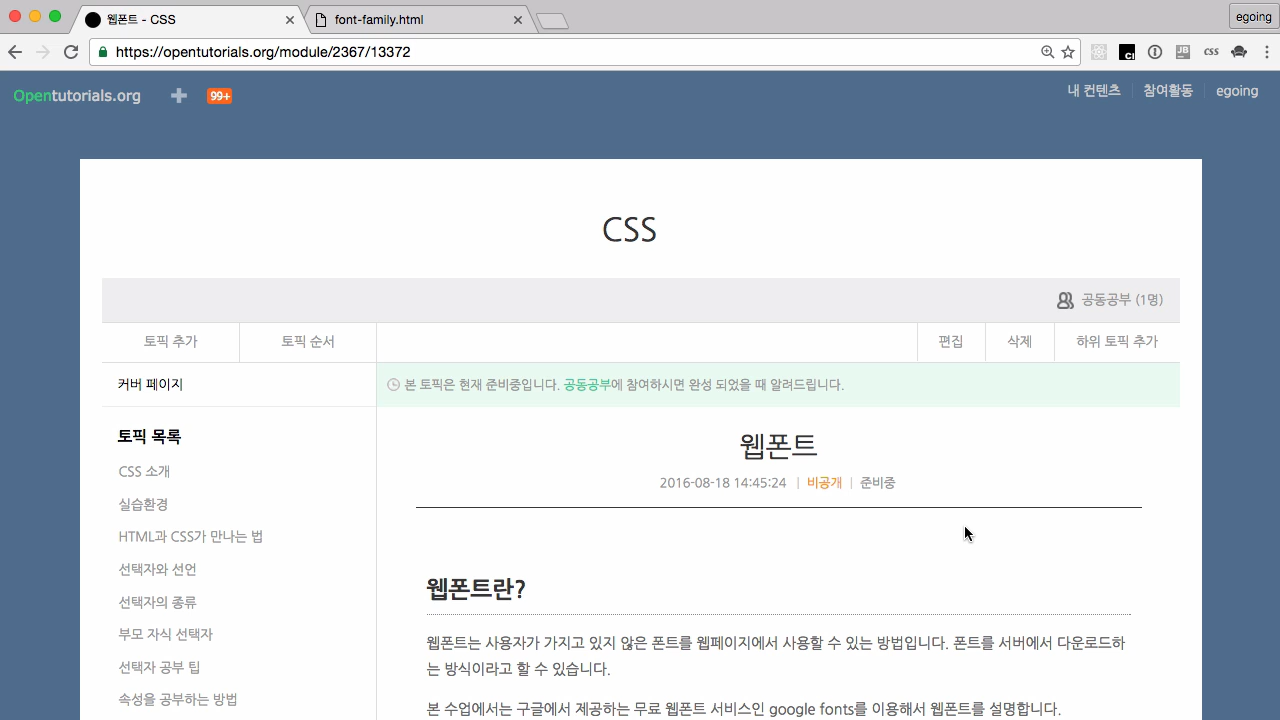 웹폰트 - CSS
font-family.html
egoing
https://opentutorials.org/module/2367/13372
css
Opentutorials.org
99+
내 컨텐츠
참여활동
egoing
CSS
공동공부 (1명)
토픽 추가
토픽 순서
편집
삭제
하위 토픽 추가
커버 페이지
본 토픽은 현재 준비중입니다. 공동공부에 참여하시면 완성 되었을 때 알려드립니다.
토픽 목록
CSS 소개
실습환경
HTML과 CSS가 만나는 법
선택자와 선언
선택자의 종류
부모 자식 선택자
선택자 공부 팁
속성을 공부하는 방법
웹폰트
2016-08-18 14:45:24 | 비공개 | 준비중
웹폰트란?
웹폰트는 사용자가 가지고 있지 않은 폰트를 웹페이지에서 사용할 수 있는 방법입니다. 폰트를 서버에서 다운로드하
는 방식이라고 할 수 있습니다.
본 수업에서는 구글에서 제공하는 무료 웹폰트 서비스인 google fonts를 이용해서 웹폰트를 설명합니다.